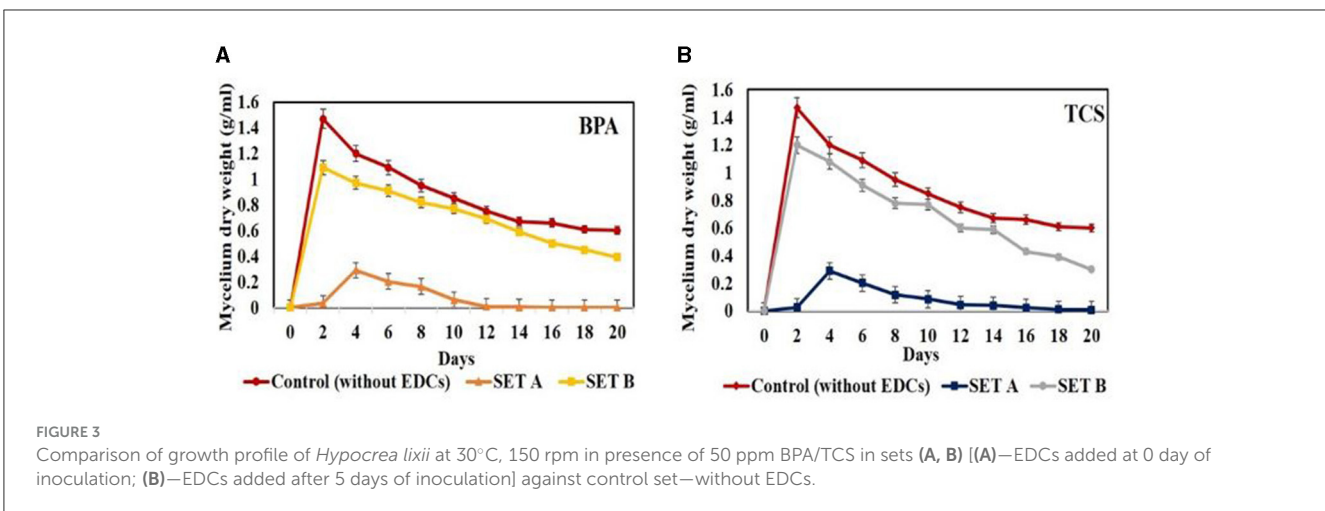 A
Mycelium dry weight (g/ml)
1.6
1.4
1.2
1
0.8
0.6
0.4
0.2
0
BPA
0 2 4 6 8 10 12 14 16 18 20
Days
Control (without EDCs) SET A SET B
B
Mycelium dry weight (g/ml)
1.6
1.4
1.2
1
0.8
0.6
0.4
0.2
0
TCS
0 2 4 6 8 10 12 14 16 18 20
Days
Control (without EDCs) SET A SET B
FIGURE 3
Comparison of growth profile of Hypocrea lixii at 30°C, 150 rpm in presence of 50 ppm BPA/TCS in sets (A, B) [(A)—EDCs added at 0 day of
inoculation; (B)—EDCs added after 5 days of inoculation] against control set—without EDCs.